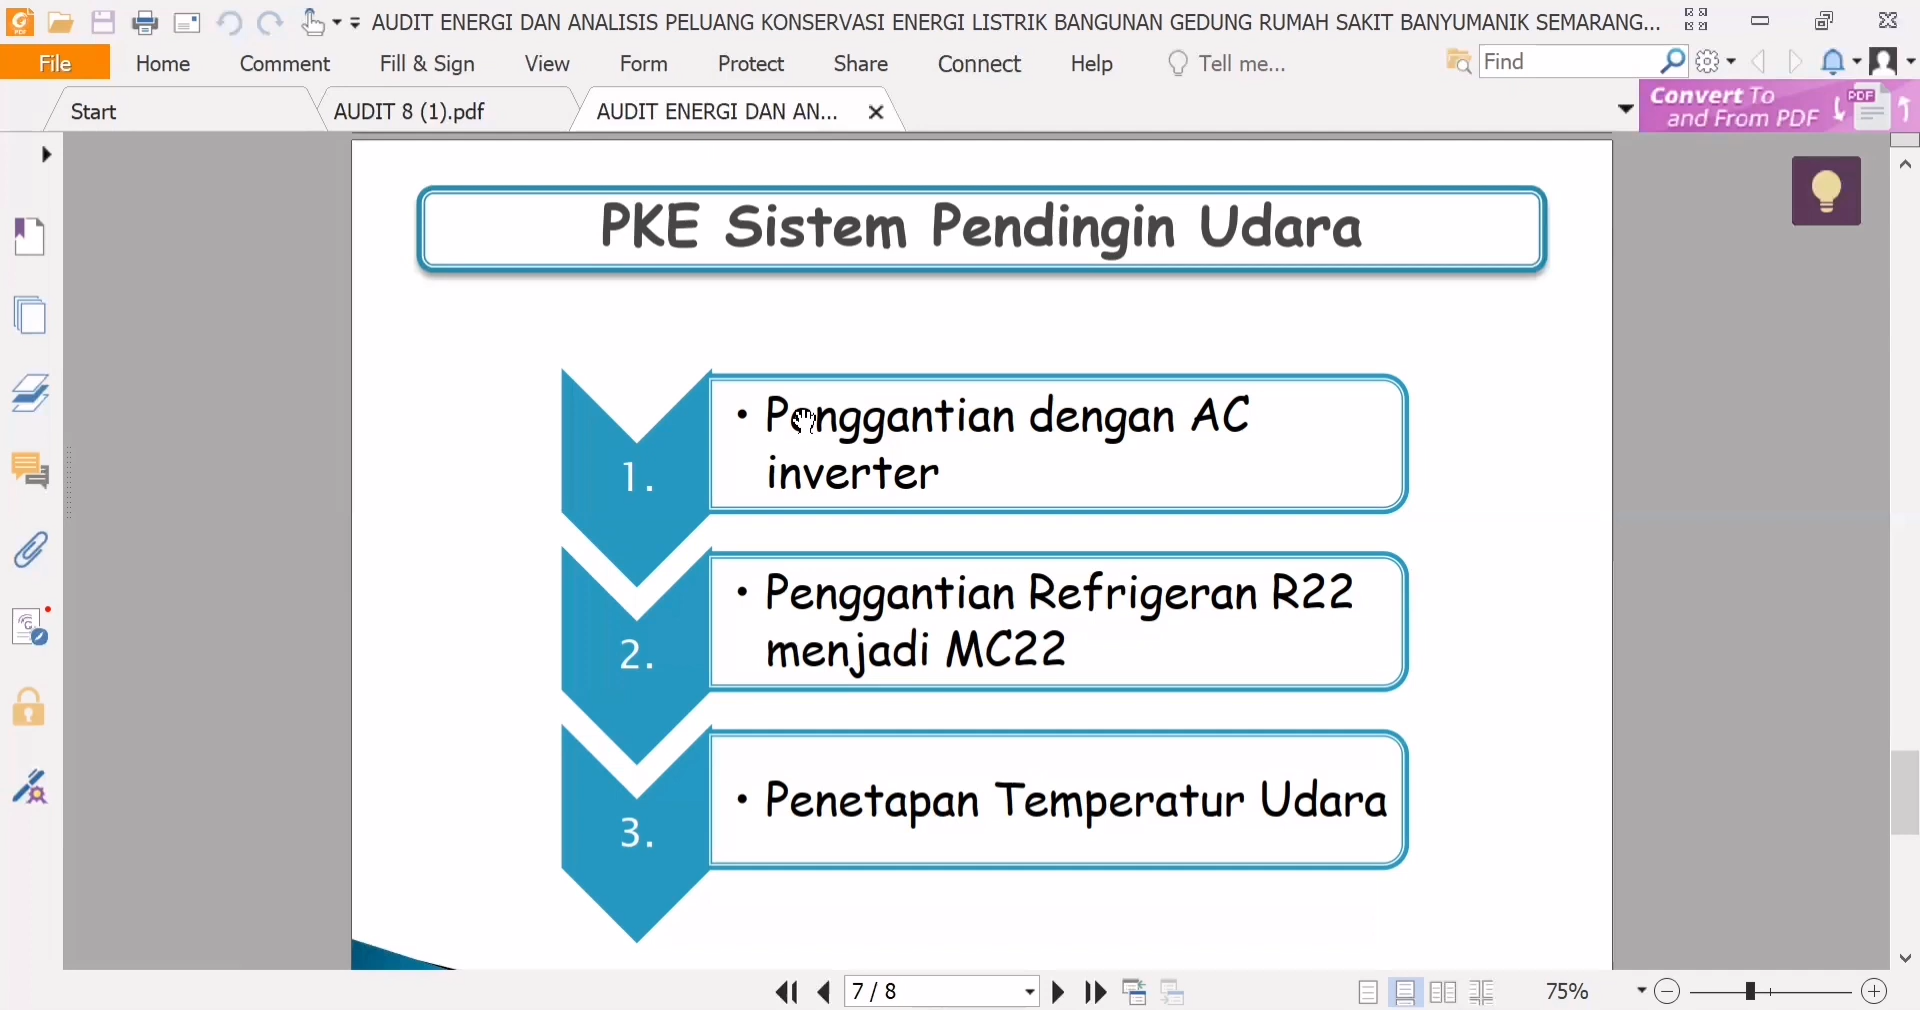 AUDIT ENERGI DAN ANALISIS PELUANG KONSERVASI ENERGI LISTRIK BANGUNAN GEDUNG RUMAH SAKIT BANYUMANIK SEMARANG...
File Home Comment Fill & Sign View Form Protect Share Connect Help Tell me... Find
Start AUDIT 8 (1).pdf AUDIT ENERGI DAN AN...
Convert To
and From PDF
PDF
PKE Sistem Pendingin Udara
1.
• Penggantian dengan AC
inverter
2.
• Penggantian Refrigeran R22
menjadi MC22
3.
• Penetapan Temperatur Udara
7 / 8
75%